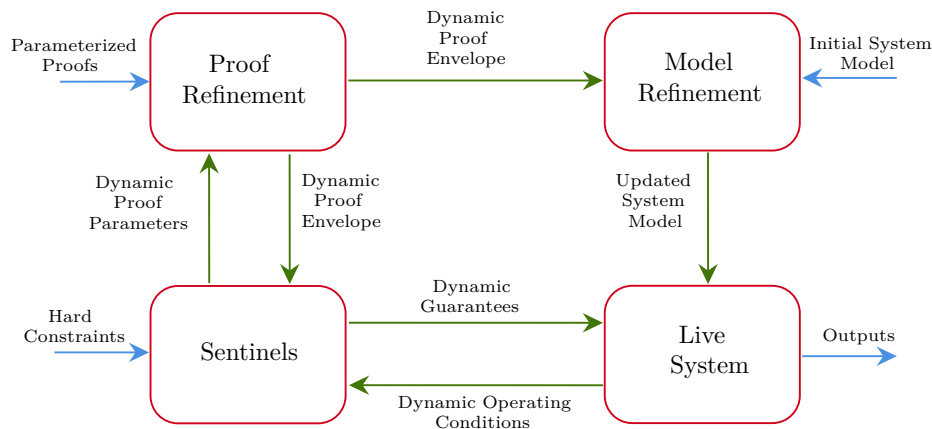 Parameterized
Proofs
Proof
Refinement
Dynamic
Proof
Envelope
Model
Refinement
Initial System
Model
Dynamic
Proof
Parameters
Dynamic
Proof
Envelope
Updated
System
Model
Hard
Constraints
Sentinels
Dynamic
Guarantees
Dynamic Operating
Conditions
Live
System
Outputs